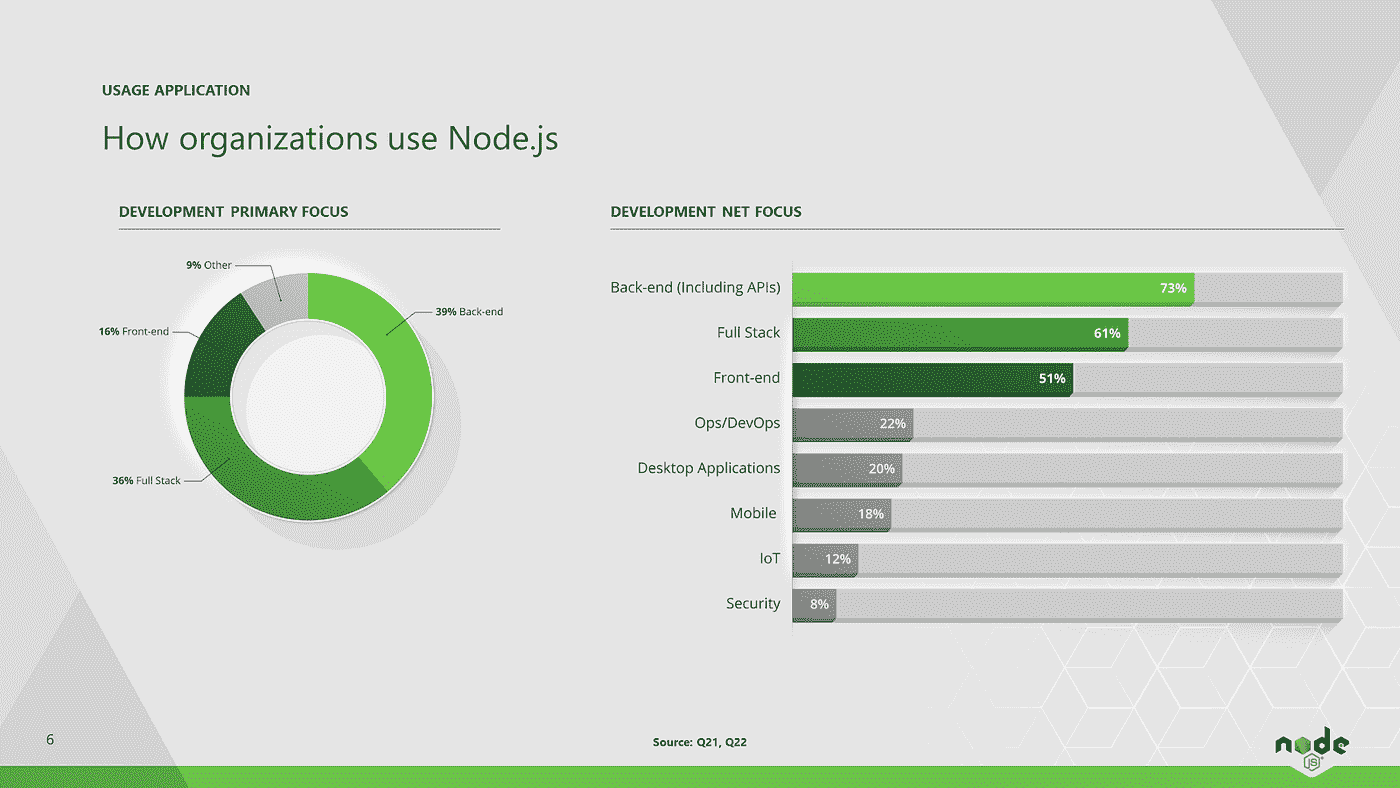 USAGE APPLICATION
How organizations use Node.js
DEVELOPMENT PRIMARY FOCUS
9% Other
39% Back-end
16% Front-end
36% Full Stack
DEVELOPMENT NET FOCUS
Back-end (Including APIs) 73%
Full Stack 61%
Front-end 51%
Ops/DevOps 22%
Desktop Applications 20%
Mobile 18%
IoT 12%
Security 8%
6
Source: Q21, Q22
node
JS